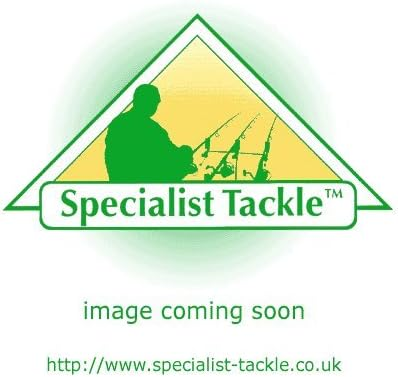 Specialist Tackle™
image coming soon
http://www.specialist-tackle.co.uk